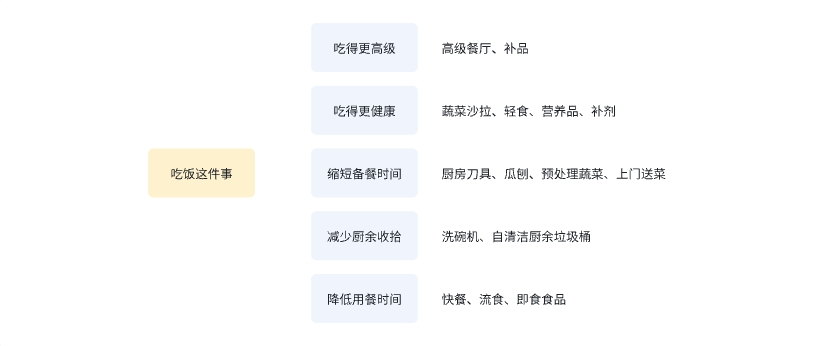 吃得更高级 高级餐厅、补品
吃得更健康 蔬菜沙拉、轻食、营养品、补剂
吃饭这件事 缩短备餐时间 厨房刀具、瓜刨、预处理蔬菜、上门送菜
减少厨余收拾 洗碗机、自清洁厨余垃圾桶
降低用餐时间 快餐、流食、即食食品